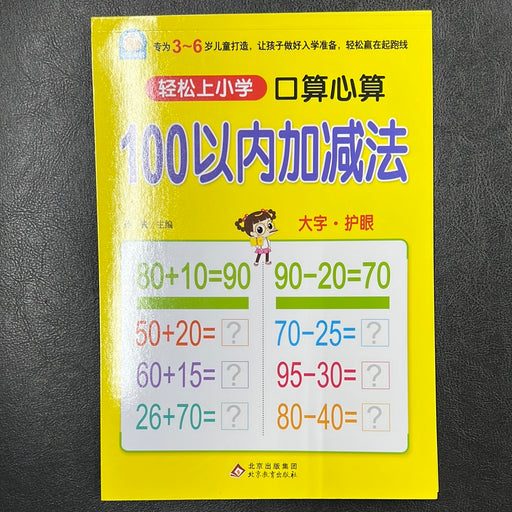 专为3~6岁儿童打造，让孩子做好入学准备，轻松赢在起跑线
轻松上小学 口算心算
100以内加减法
主编
大字·护眼
80+10=90 90-20=70
50+20=? 70-25=?
60+15=? 95-30=?
26+70=? 80-40=?
北京出版集团
北京教育出版社